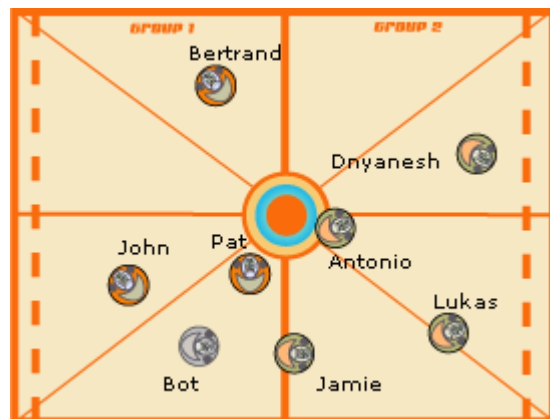 GROUP 1
GROUP 2
Bertrand
Dnyanesh
John
Pat
Antonio
Lukas
Bot
Jamie